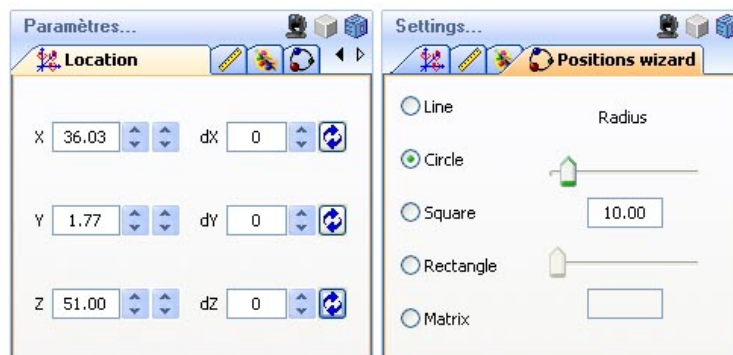 Paramètres...
Location
X 36.03 dX 0
Y 1.77 dY 0
Z 51.00 dZ 0
Settings...
Positions wizard
Line
Radius
Circle
Square
10.00
Rectangle
Matrix